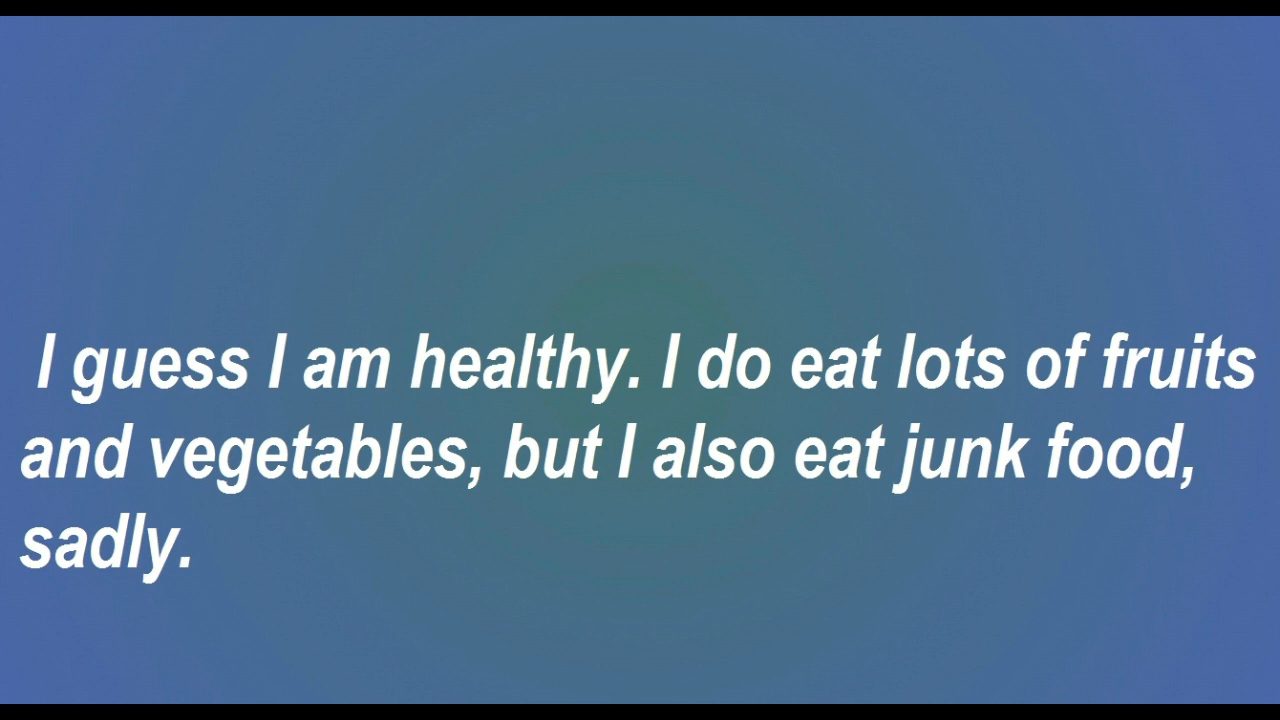 I guess I am healthy. I do eat lots of fruits
and vegetables, but I also eat junk food,
sadly.